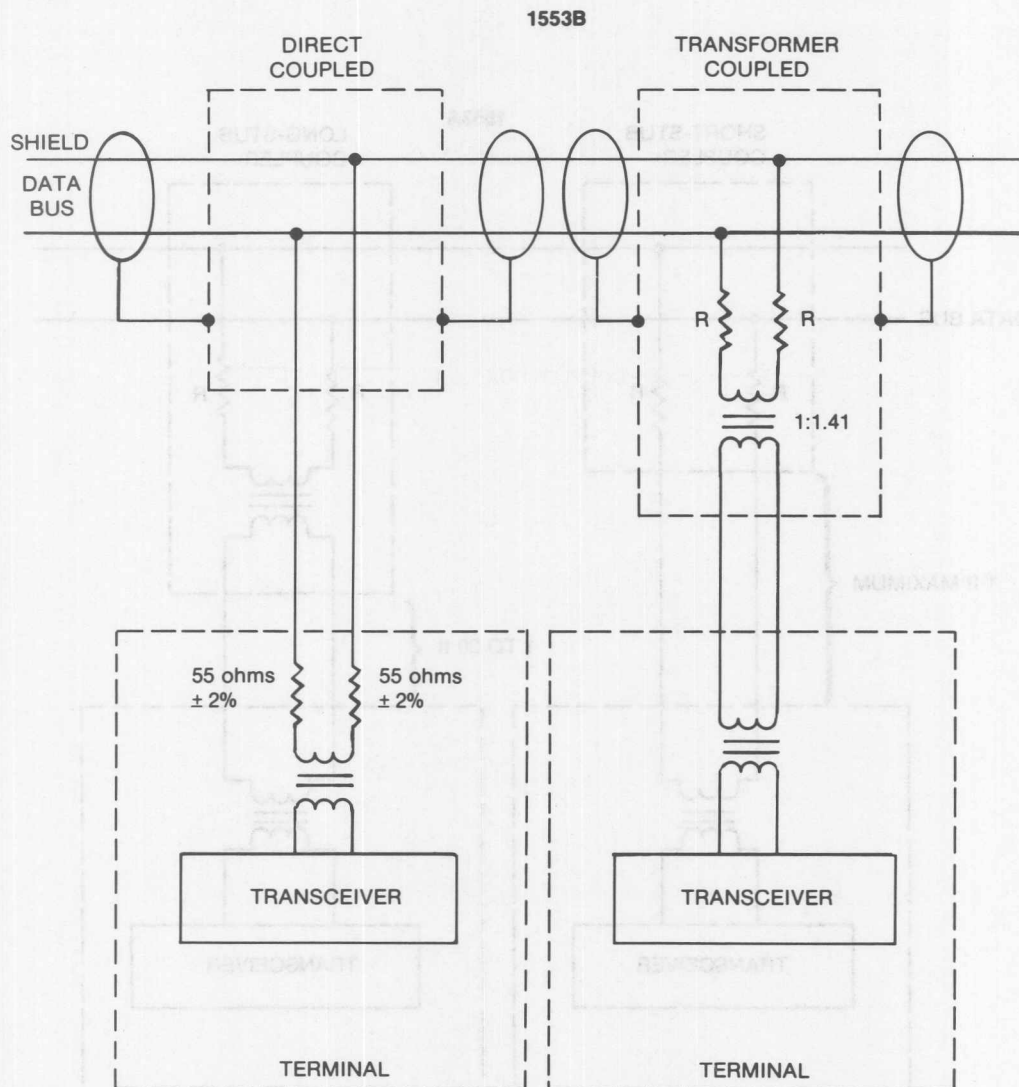 1553B
DIRECT
COUPLED
TRANSFORMER
COUPLED
SHIELD
DATA
BUS
R
R
1:1.41
55 ohms
± 2%
55 ohms
± 2%
TRANSCEIVER
TRANSCEIVER
TERMINAL
TERMINAL